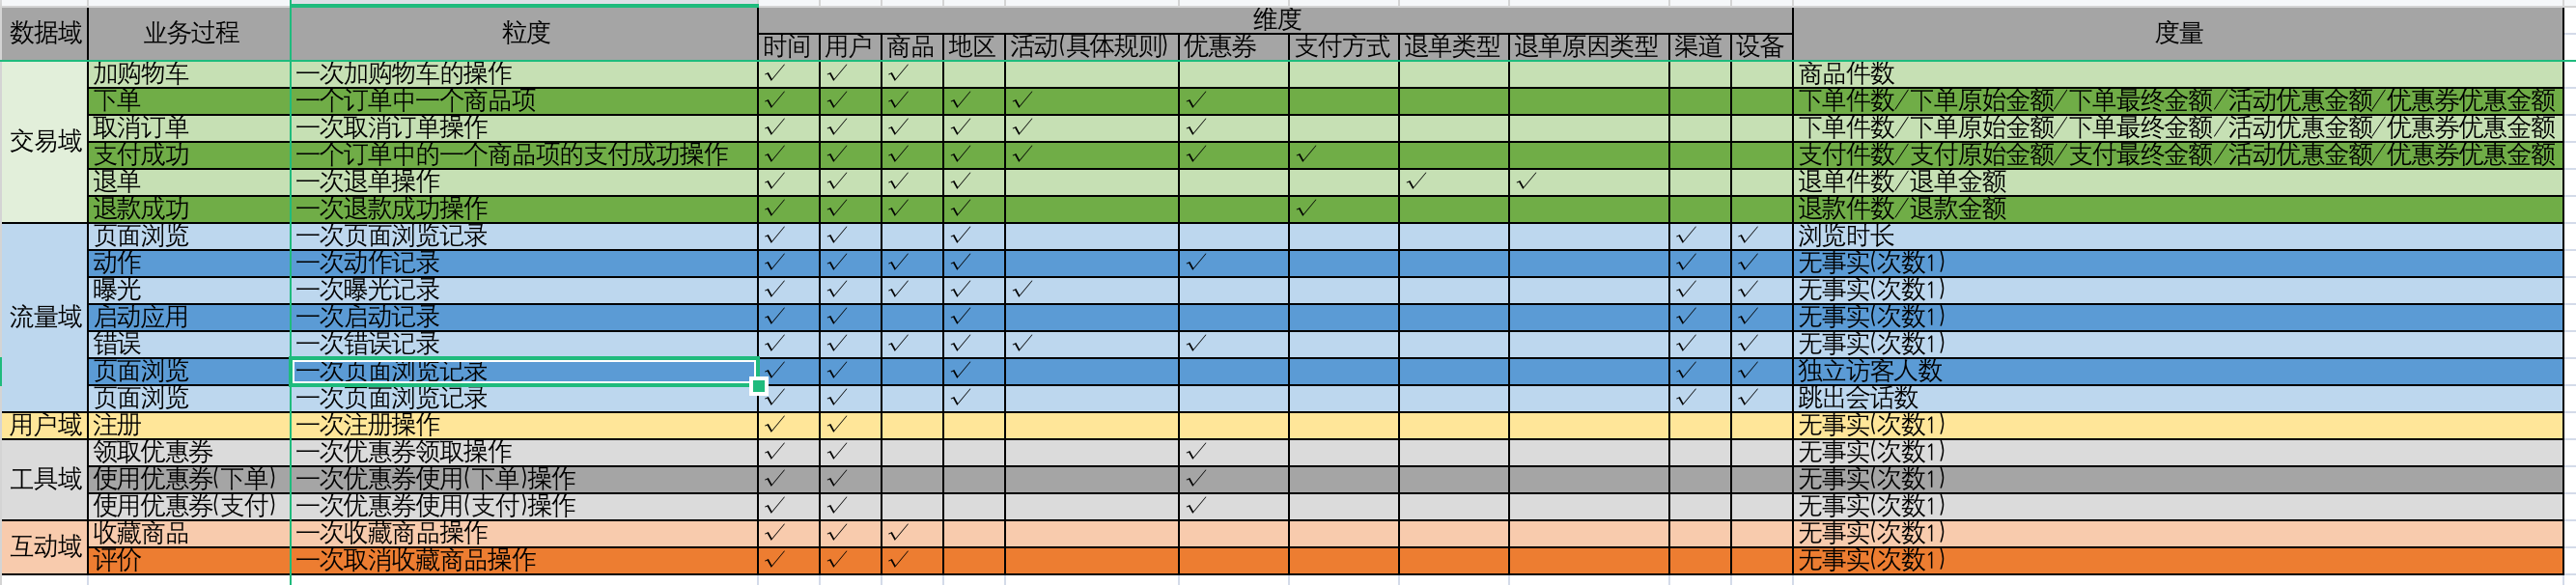 数据域 业务过程 粒度 维度 度量
时间 用户 商品 地区 活动(具体规则) 优惠券 支付方式 退单类型 退单原因类型 渠道 设备
交易域 加购物车 一次加购物车的操作 √ √ √ 商品件数
下单 一个订单中一个商品项 √ √ √ √ √ √ 下单件数/下单原始金额/下单最终金额/活动优惠金额/优惠券优惠金额
取消订单 一次取消订单操作 √ √ √ √ √ √ 下单件数/下单原始金额/下单最终金额/活动优惠金额/优惠券优惠金额
支付成功 一个订单中的一个商品项的支付成功操作 √ √ √ √ √ √ √ 支付件数/支付原始金额/支付最终金额/活动优惠金额/优惠券优惠金额
退单 一次退单操作 √ √ √ √ √ √ 退单件数/退单金额
退款成功 一次退款成功操作 √ √ √ √ √ 退款件数/退款金额
流量域 页面浏览 一次页面浏览记录 √ √ √ √ √ 浏览时长
动作 一次动作记录 √ √ √ √ √ √ √ 无事实(次数1)
曝光 一次曝光记录 √ √ √ √ √ √ √ 无事实(次数1)
启动应用 一次启动记录 √ √ √ √ √ 无事实(次数1)
错误 一次错误记录 √ √ √ √ √ √ √ √ 无事实(次数1)
页面浏览 一次页面浏览记录 √ √ √ √ √ 独立访客人数
页面浏览 一次页面浏览记录 √ √ √ √ √ 跳出会话数
用户域 注册 一次注册操作 √ √ 无事实(次数1)
工具域 领取优惠券 一次优惠券领取操作 √ √ √ 无事实(次数1)
使用优惠券(下单) 一次优惠券使用(下单)操作 √ √ √ 无事实(次数1)
使用优惠券(支付) 一次优惠券使用(支付)操作 √ √ √ 无事实(次数1)
互动域 收藏商品 一次收藏商品操作 √ √ √ 无事实(次数1)
评价 一次取消收藏商品操作 √ √ √ 无事实(次数1)